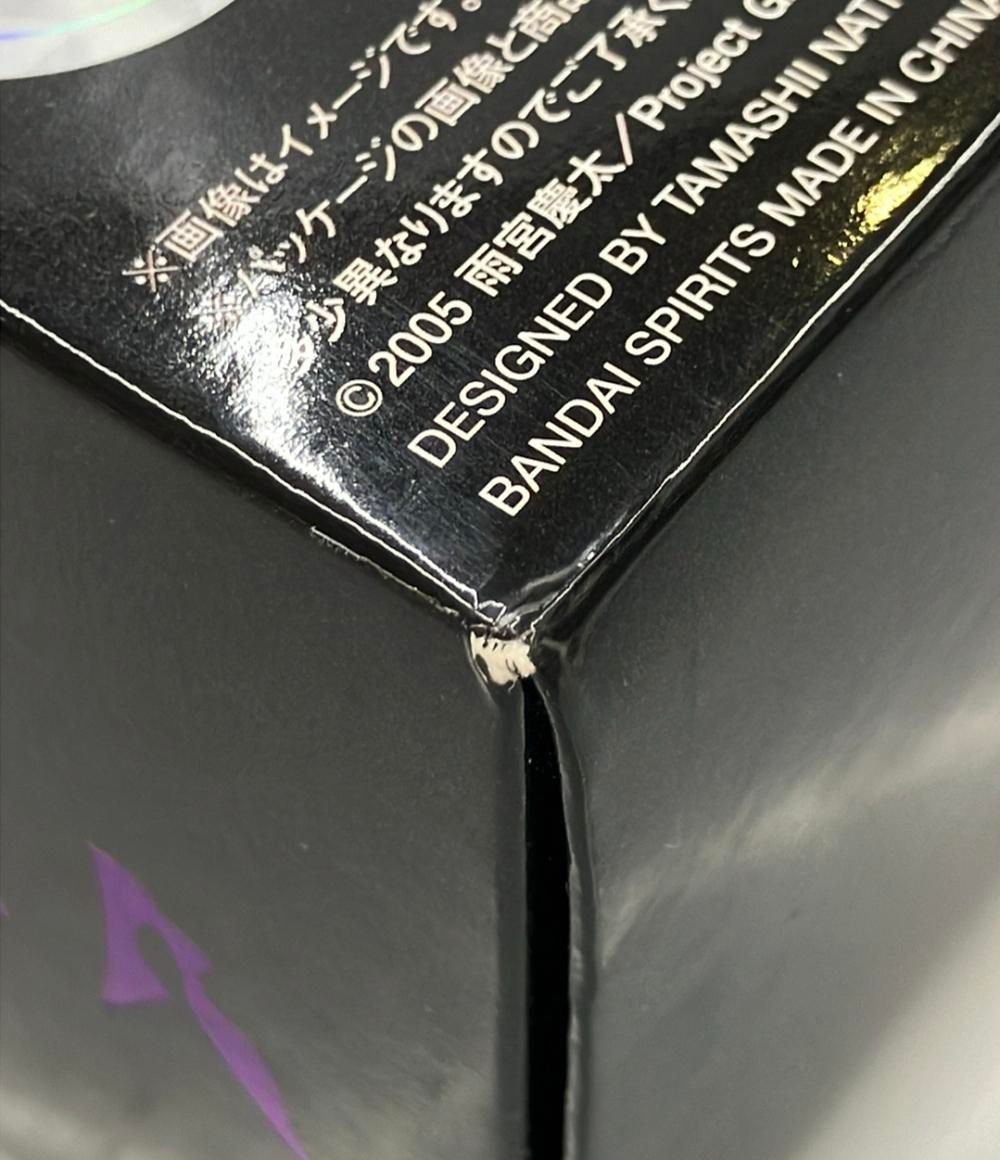 ※画像はイメージです。
※パッケージの画像と商品
多少異なりますのでご了承く
©2005 雨宮慶太/Project
DESIGNED BY TAMASHII
BANDAI SPIRITS MADE IN CHINA